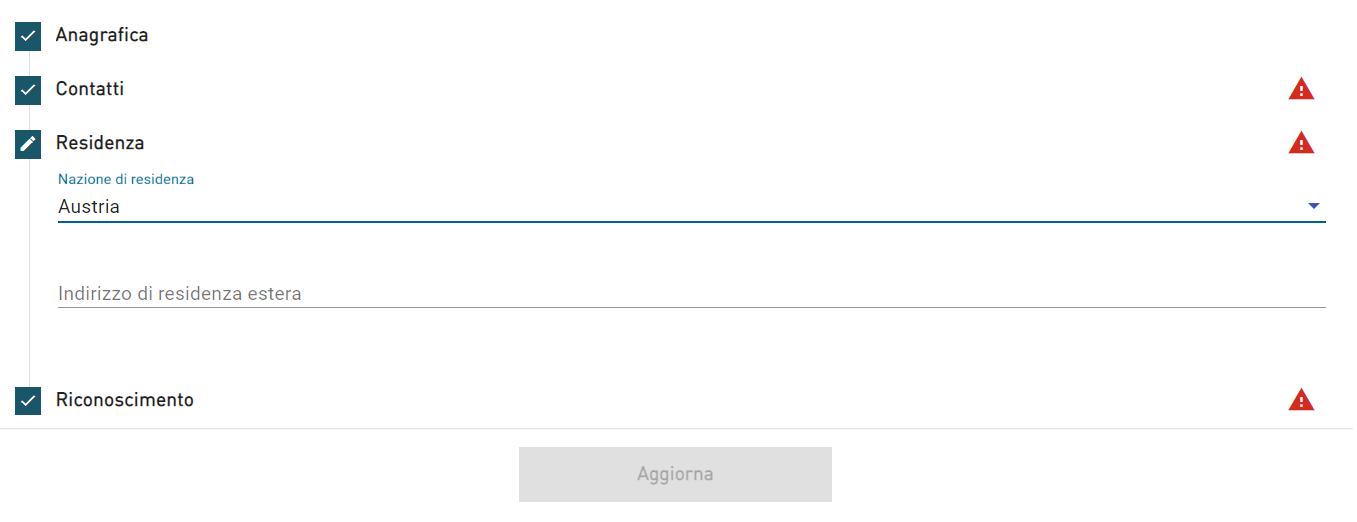 Anagrafica
Contatti
Residenza
Nazione di residenza
Austria
Indirizzo di residenza estera
Riconoscimento
Aggiorna